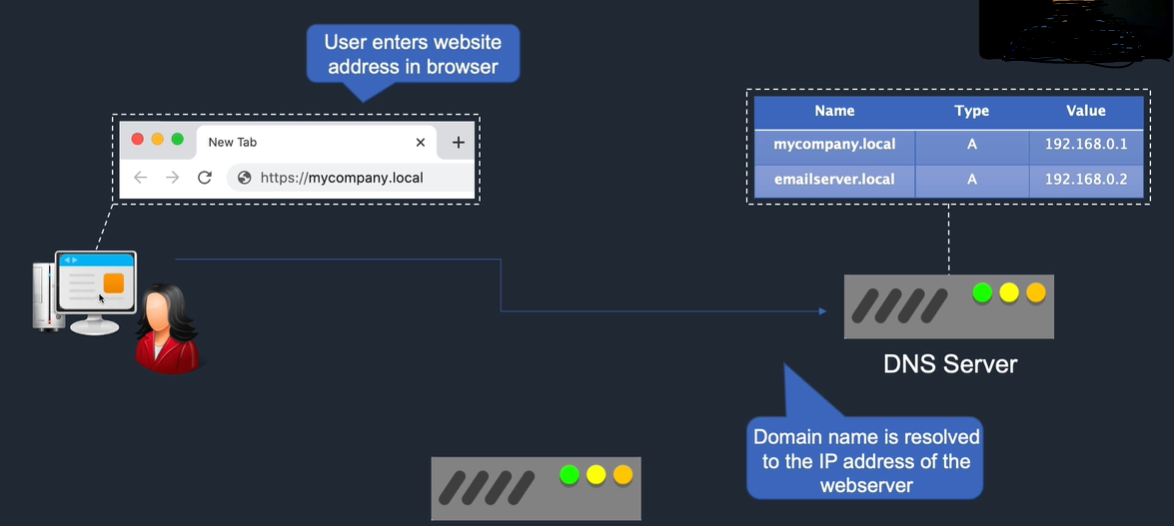 User enters website
address in browser
New Tab
https://mycompany.local
Name Type Value
mycompany.local A 192.168.0.1
emailserver.local A 192.168.0.2
DNS Server
Domain name is resolved
to the IP address of the
webserver